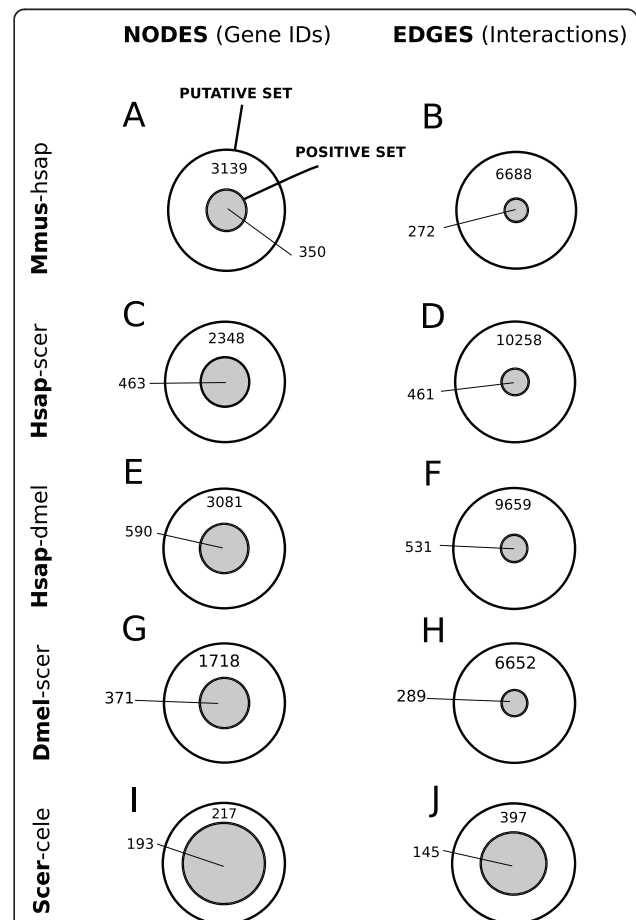 NODES (Gene IDs)
EDGES (Interactions)
PUTATIVE SET
POSITIVE SET
Mmus-hsap
A
3139
350
B
6688
272
Hsap-scer
C
2348
463
D
10258
461
Hsap-dmel
E
3081
590
F
9659
531
Dmel-scer
G
1718
371
H
6652
289
Scer-cele
I
217
193
J
397
145